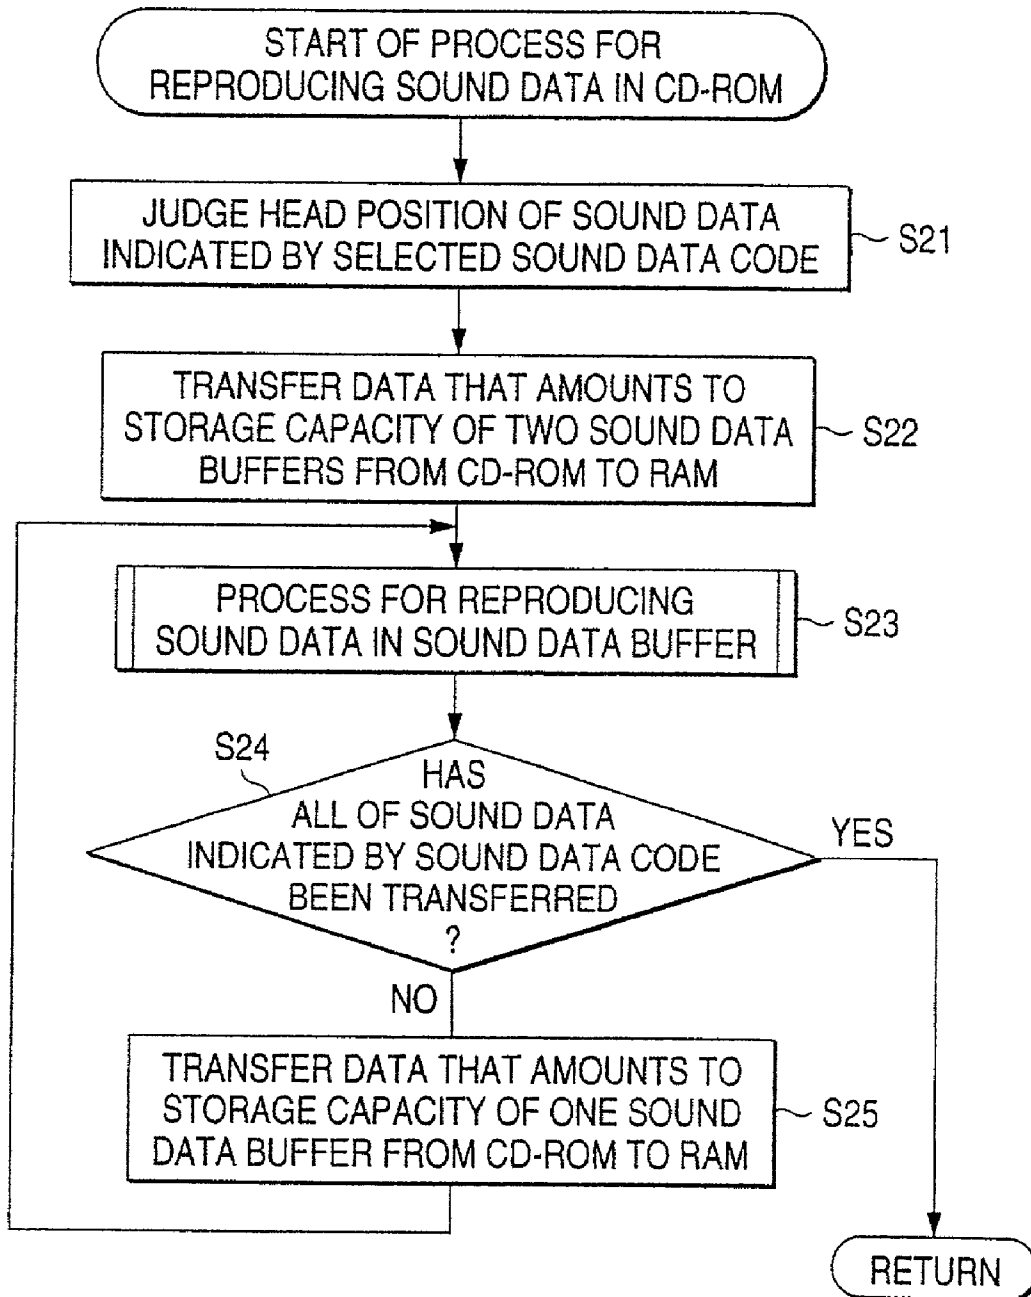 START OF PROCESS FOR
REPRODUCING SOUND DATA IN CD-ROM
JUDGE HEAD POSITION OF SOUND DATA
INDICATED BY SELECTED SOUND DATA CODE
S21
TRANSFER DATA THAT AMOUNTS TO
STORAGE CAPACITY OF TWO SOUND DATA
BUFFERS FROM CD-ROM TO RAM
S22
PROCESS FOR REPRODUCING
SOUND DATA IN SOUND DATA BUFFER
S23
S24
HAS
ALL OF SOUND DATA
INDICATED BY SOUND DATA CODE
BEEN TRANSFERRED
?
YES
NO
TRANSFER DATA THAT AMOUNTS TO
STORAGE CAPACITY OF ONE SOUND
DATA BUFFER FROM CD-ROM TO RAM
S25
RETURN